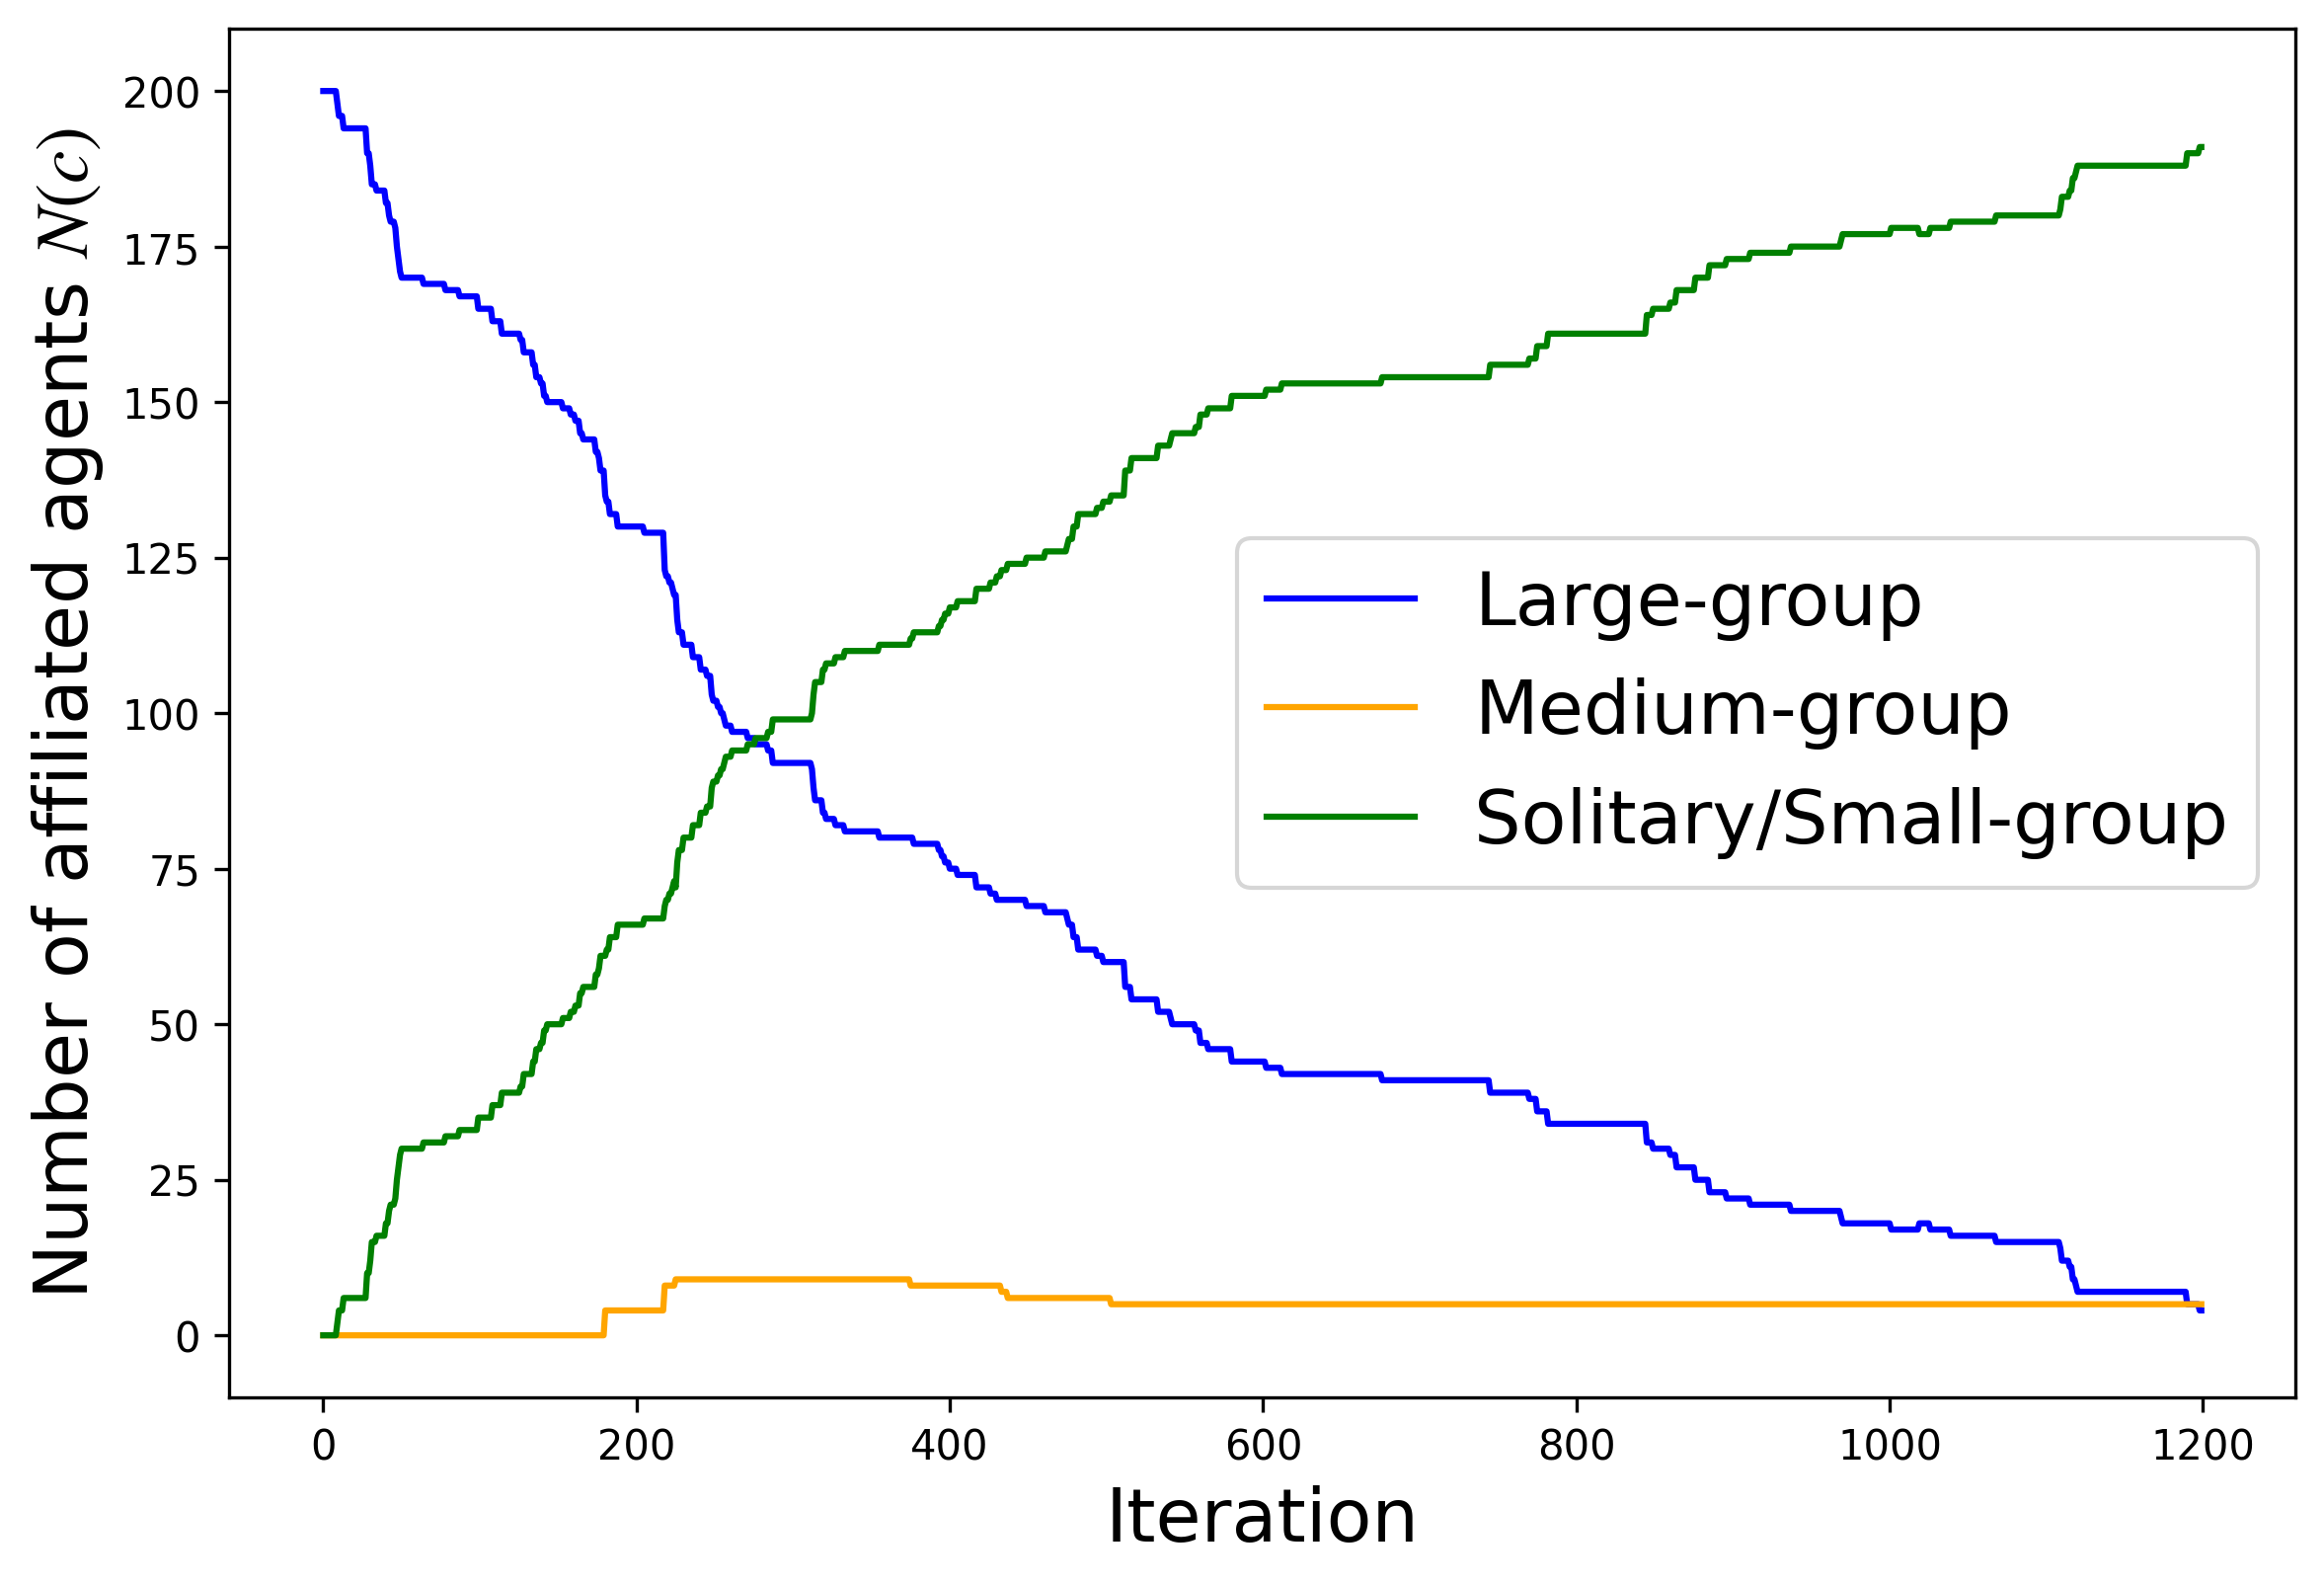 Number of affiliated agents N(c)
200
175
150
125
100
75
50
25
0
Large-group
Medium-group
Solitary/Small-group
0 200 400 600 800 1000 1200
Iteration